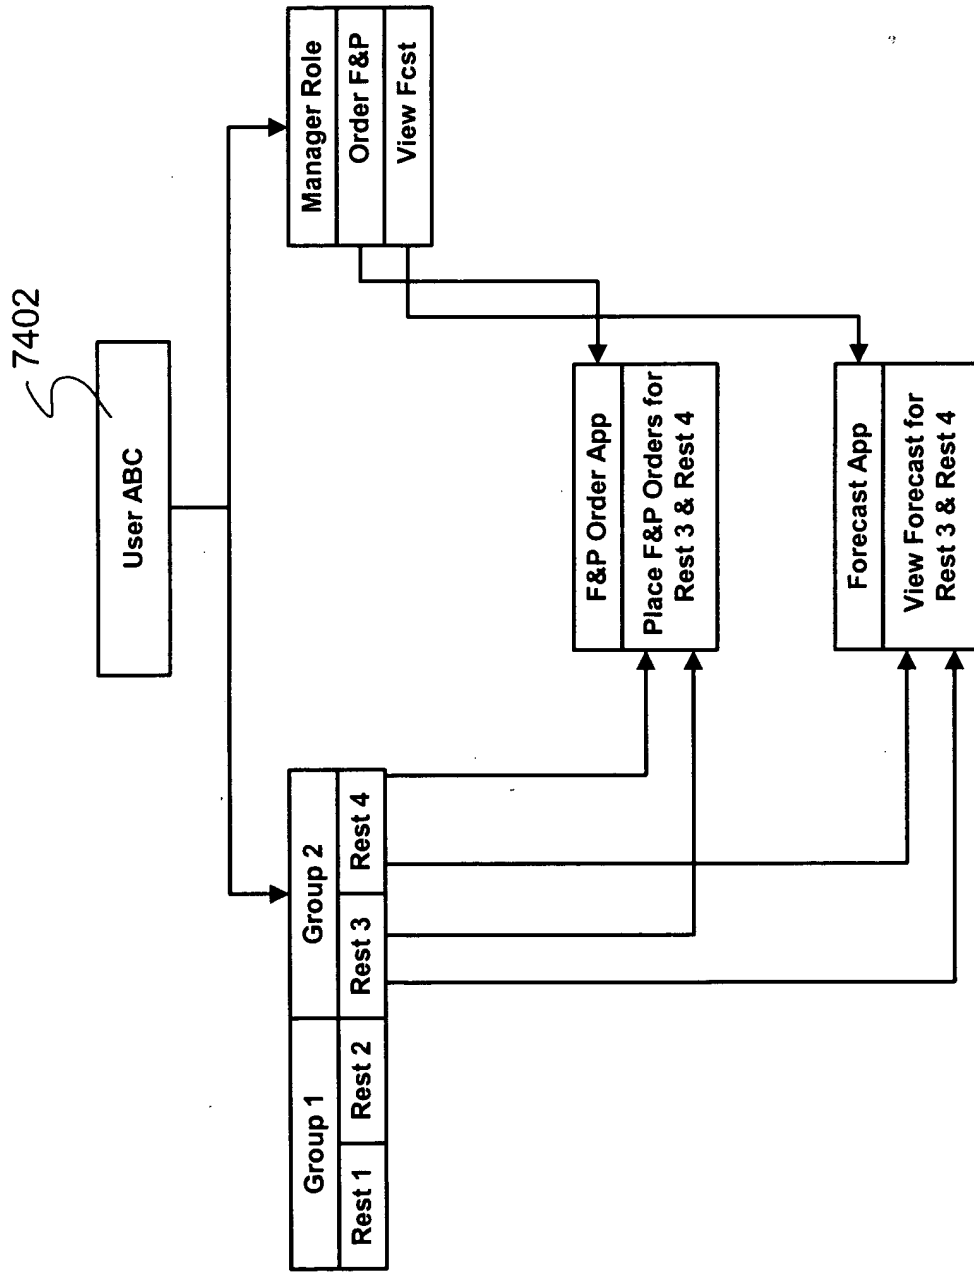 7402
User ABC
Group 1
Group 2
Rest 1
Rest 2
Rest 3
Rest 4
Manager Role
Order F&P
View Fcst
F&P Order App
Place F&P Orders for
Rest 3 & Rest 4
Forecast App
View Forecast for
Rest 3 & Rest 4